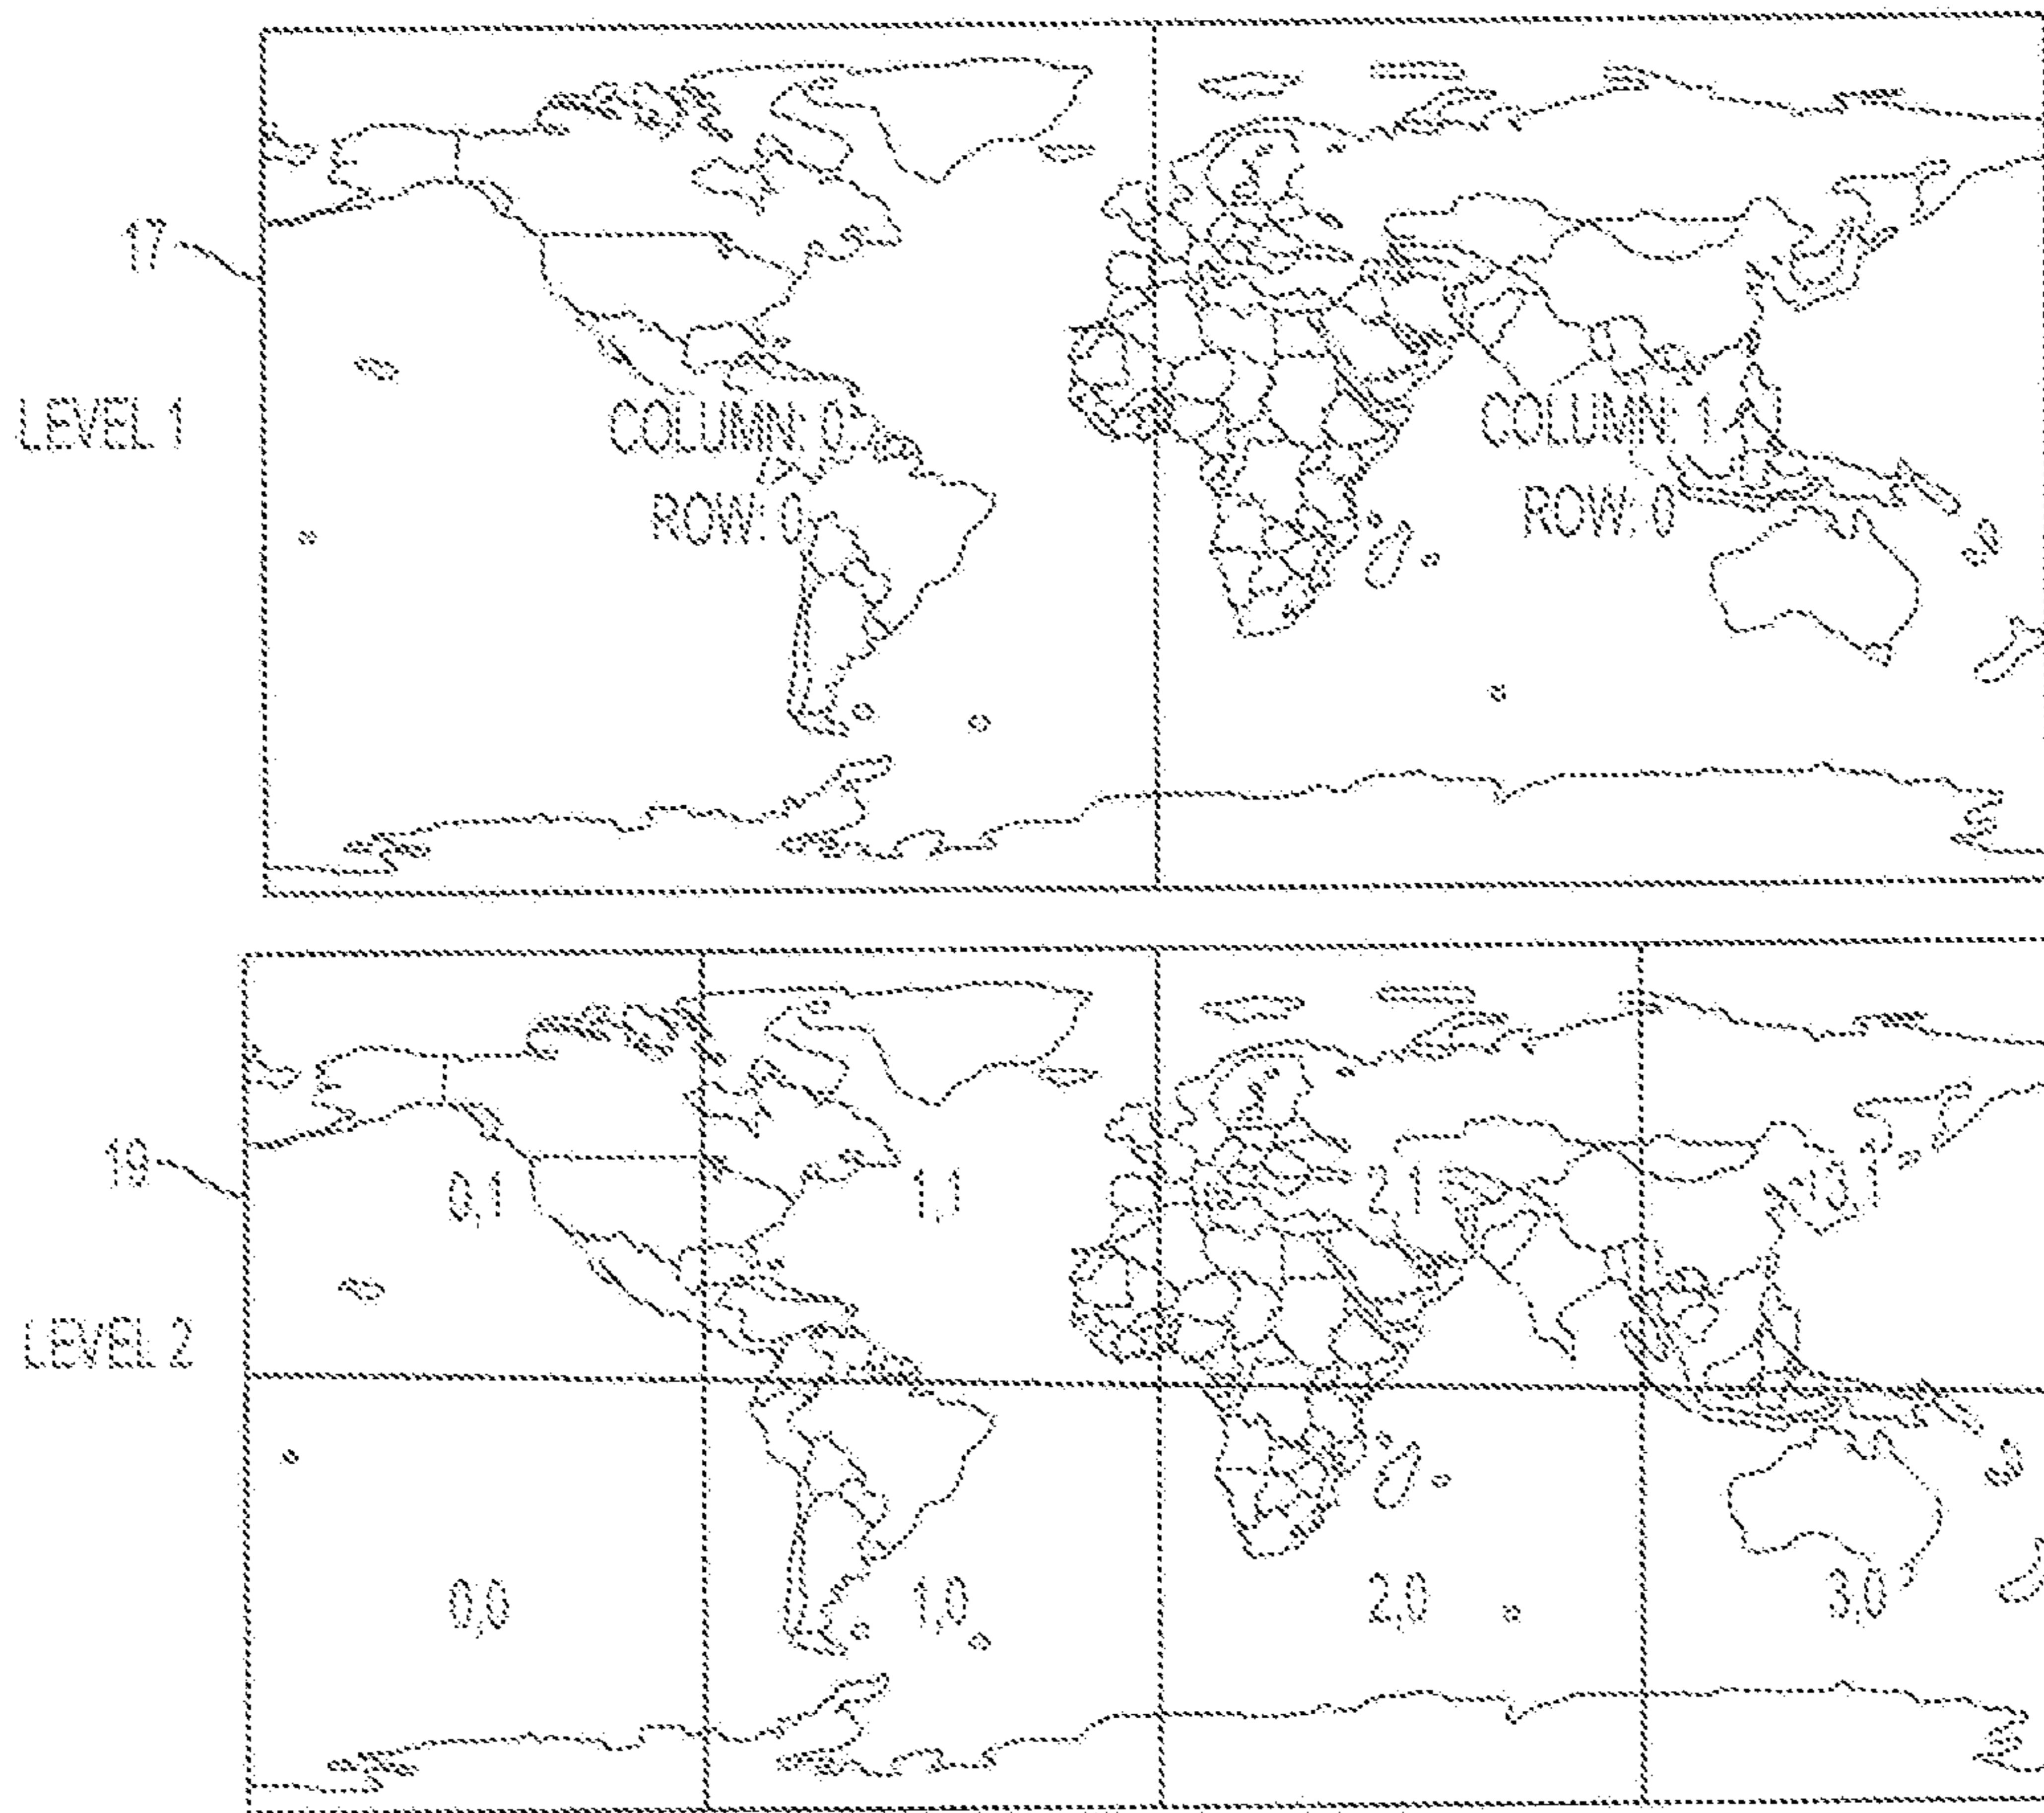 17
LEVEL 1
COLUMN: 0
ROW: 0
COLUMN: 1
ROW: 0
19
LEVEL 2
0,1
1,1
2,1
3,1
0,0
1,0
2,0
3,0